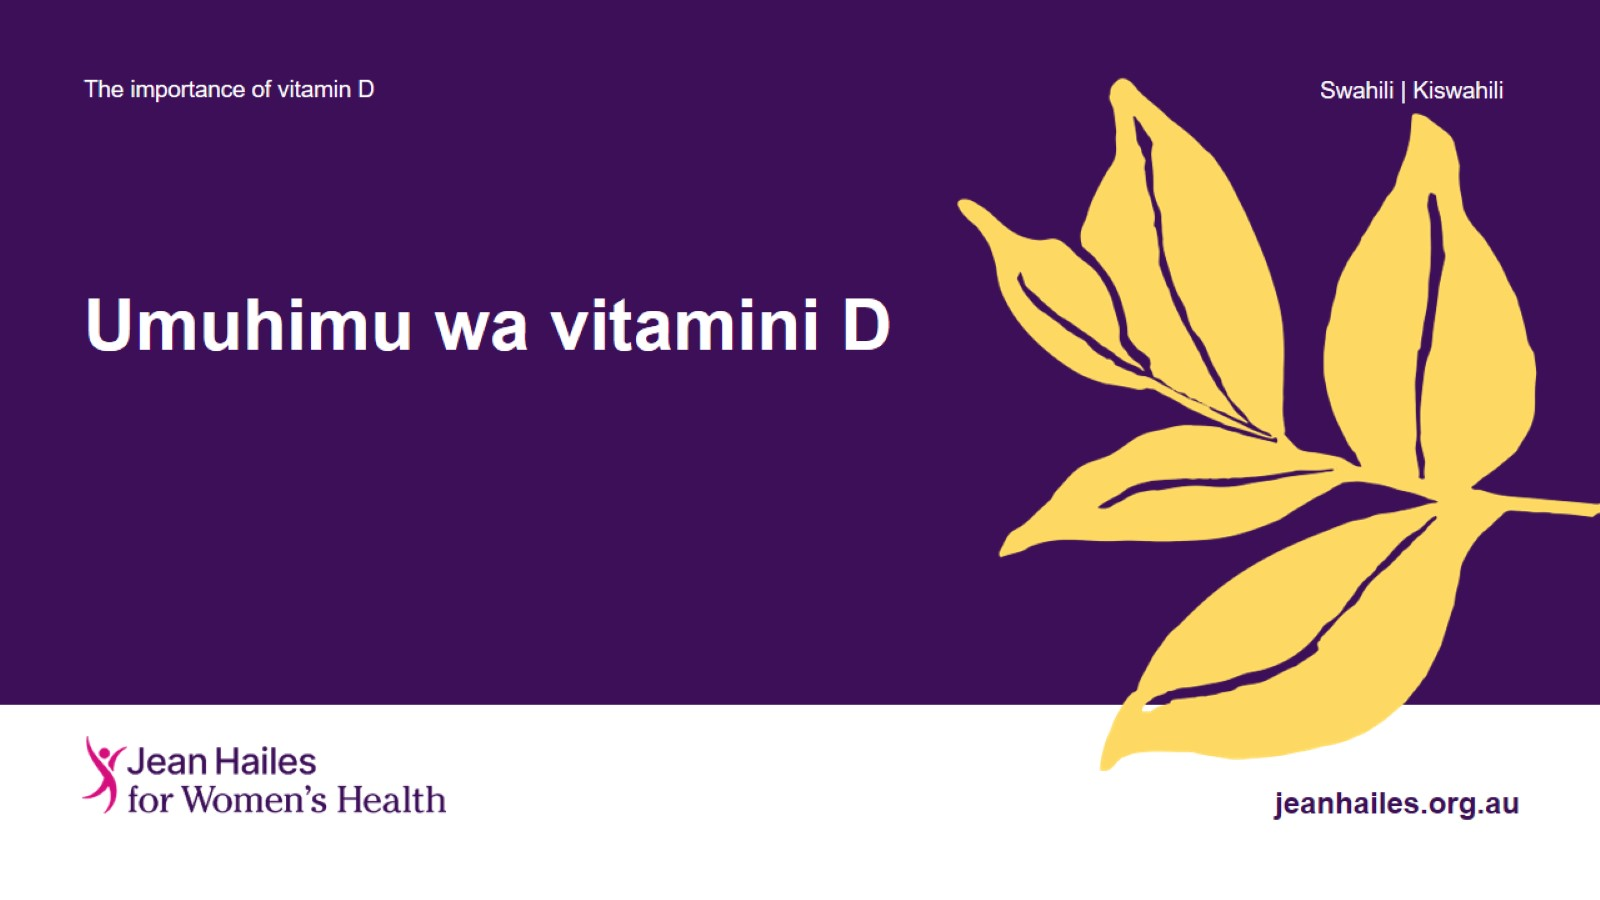 The importance of vitamin D
Swahili | Kiswahili
Umuhimu wa vitamini D
Jean Hailes
for Women's Health
jeanhailes.org.au